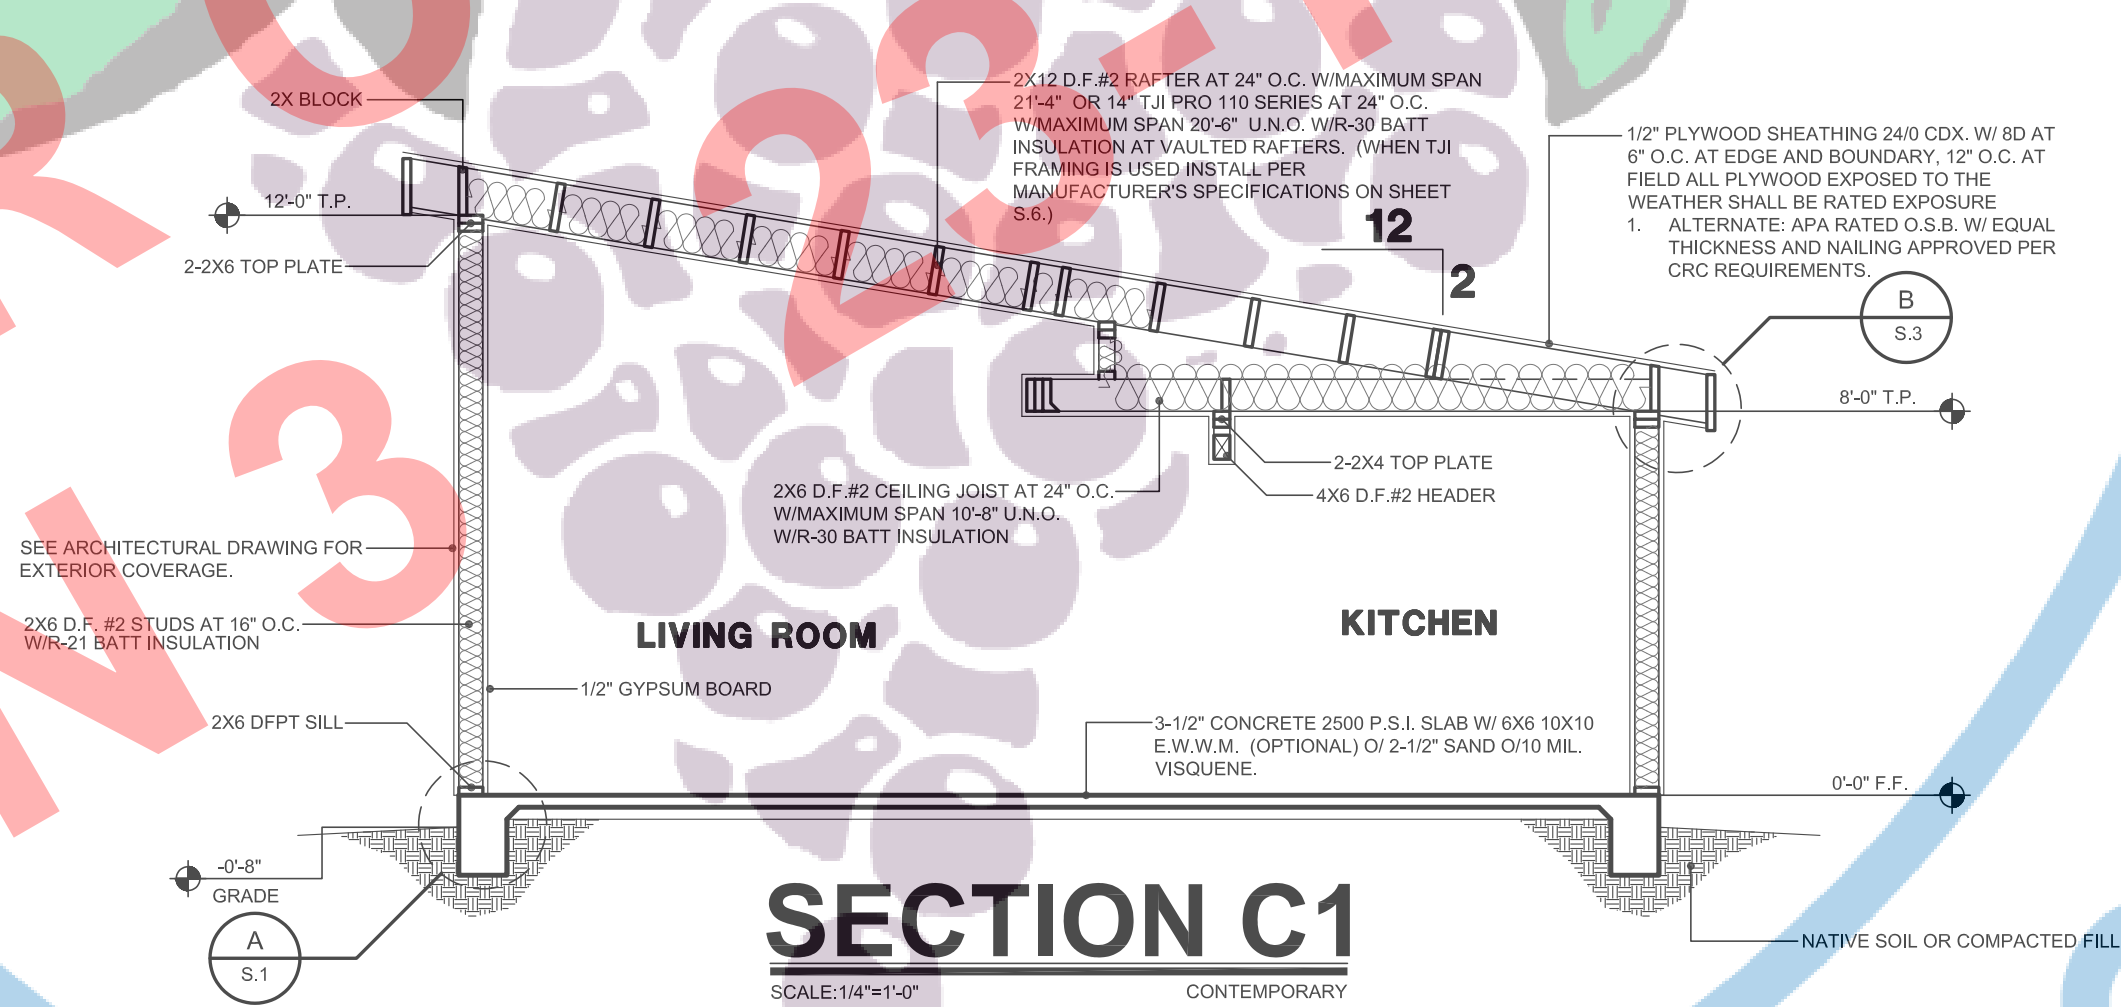 2X BLOCK
12'-0" T.P.
2-2X6 TOP PLATE
2X12 D.F.#2 RAFTER AT 24" O.C. W/MAXIMUM SPAN
21'-4" OR 14" TJI PRO 110 SERIES AT 24" O.C.
W/MAXIMUM SPAN 20'-6" U.N.O. W/R-30 BATT
INSULATION AT VAULTED RAFTERS. (WHEN TJI
FRAMING IS USED INSTALL PER
MANUFACTURER'S SPECIFICATIONS ON SHEET
S.6.)
12
2
1/2" PLYWOOD SHEATHING 24/0 CDX. W/ 8D AT
6" O.C. AT EDGE AND BOUNDARY, 12" O.C. AT
FIELD ALL PLYWOOD EXPOSED TO THE
WEATHER SHALL BE RATED EXPOSURE
1. ALTERNATE: APA RATED O.S.B. W/ EQUAL
THICKNESS AND NAILING APPROVED PER
CRC REQUIREMENTS.
B
S.3
8'-0" T.P.
2-2X4 TOP PLATE
4X6 D.F.#2 HEADER
2X6 D.F.#2 CEILING JOIST AT 24" O.C.
W/MAXIMUM SPAN 10'-8" U.N.O.
W/R-30 BATT INSULATION
SEE ARCHITECTURAL DRAWING FOR
EXTERIOR COVERAGE.
2X6 D.F. #2 STUDS AT 16" O.C.
W/R-21 BATT INSULATION
LIVING ROOM
KITCHEN
1/2" GYPSUM BOARD
2X6 DFPT SILL
3-1/2" CONCRETE 2500 P.S.I. SLAB W/ 6X6 10X10
E.W.W.M. (OPTIONAL) O/ 2-1/2" SAND O/10 MIL.
VISQUENE.
0'-0" F.F.
-0'-8"
GRADE
A
S.1
NATIVE SOIL OR COMPACTED FILL
SECTION C1
SCALE:1/4"=1'-0"
CONTEMPORARY
23-
3